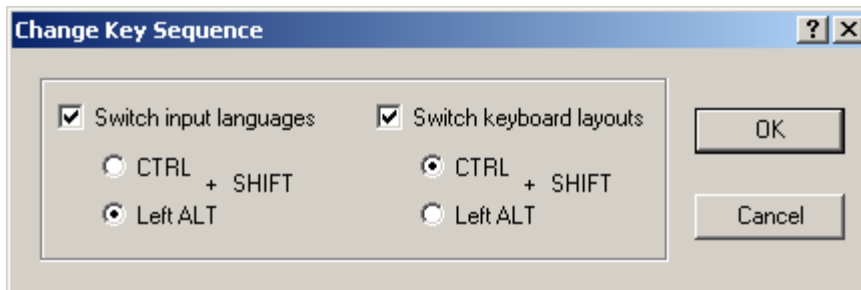 Change Key Sequence
Switch input languages
CTRL
+ SHIFT
Left ALT
Switch keyboard layouts
CTRL
+ SHIFT
Left ALT
OK
Cancel